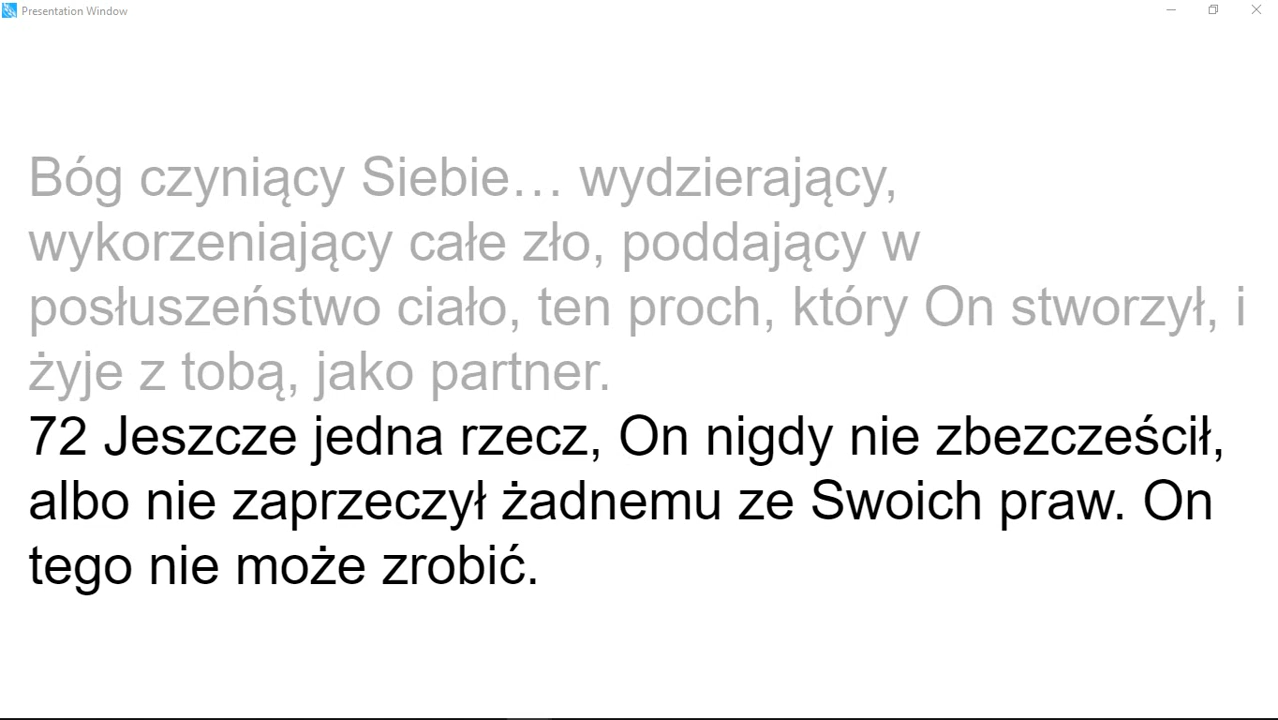 Presentation Window
Bóg czyniący Siebie… wydzierający,
wykorzeniający całe zło, poddający w
posłuszeństwo ciało, ten proch, który On stworzył, i
żyje z tobą, jako partner.
72 Jeszcze jedna rzecz, On nigdy nie zbezcześcił,
albo nie zaprzeczył żadnemu ze Swoich praw. On
tego nie może zrobić.